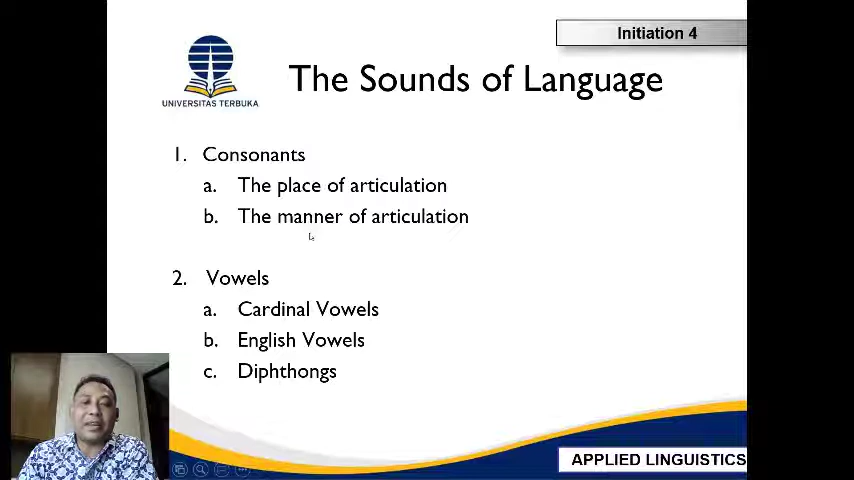 Initiation 4
UNIVERSITAS TERBUKA
The Sounds of Language
1. Consonants
a. The place of articulation
b. The manner of articulation
2. Vowels
a. Cardinal Vowels
b. English Vowels
c. Diphthongs
APPLIED LINGUISTICS